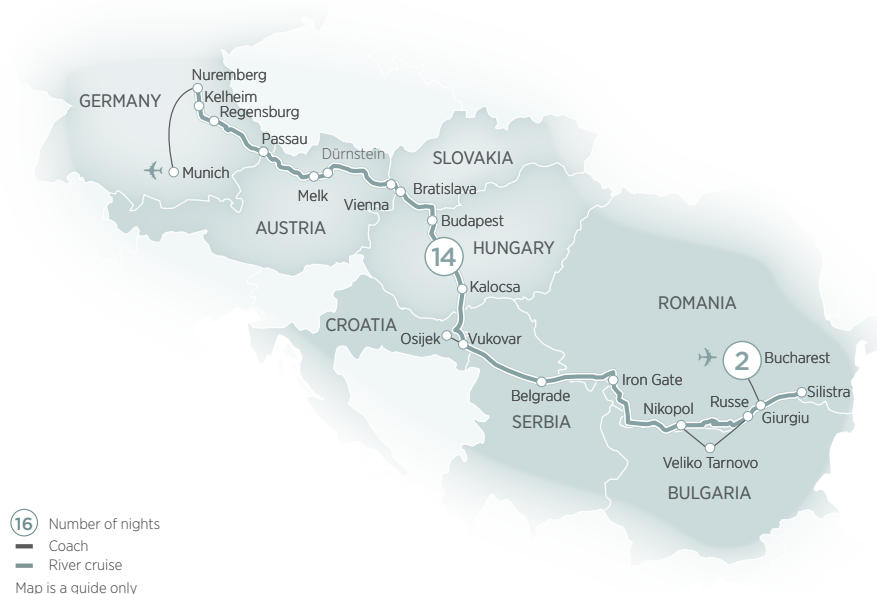 Nuremberg
GERMANY
Kelheim
Regensburg
Passau
Dürnstein
SLOVAKIA
Munich
Melk
Vienna
Bratislava
AUSTRIA
Budapest
14
HUNGARY
Kalocsa
ROMANIA
CROATIA
Osijek
Vukovar
2
Bucharest
Iron Gate
Belgrade
Silistra
Russe
Nikopol
Giurgiu
SERBIA
Veliko Tarnovo
BULGARIA
16 Number of nights
Coach
River cruise
Map is a guide only